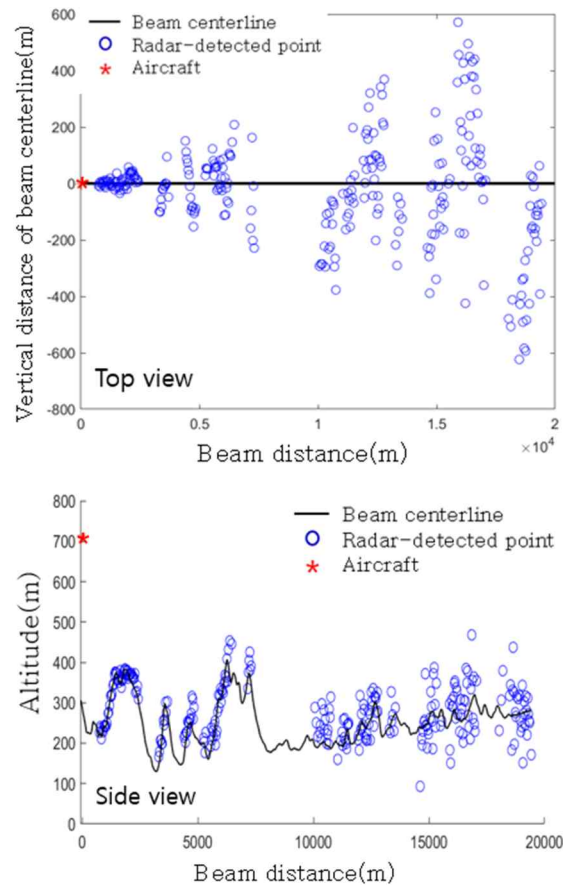 Beam centerline
Radar-detected point
Aircraft
600
400
200
0
-200
-400
-600
-800
Vertical distance of beam centerline(m)
Top view
0
0.5
1
1.5
2
×10⁴
Beam distance(m)
800
700
600
500
400
300
200
100
0
Altitude(m)
Beam centerline
Radar-detected point
Aircraft
Side view
0
5000
10000
15000
20000
Beam distance(m)